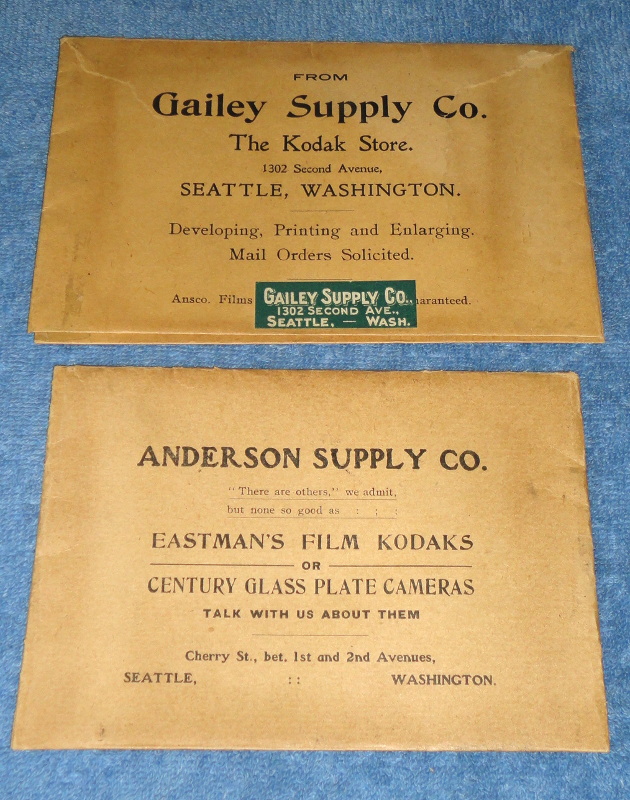 FROM
Gailey Supply Co.
The Kodak Store.
1302 Second Avenue,
SEATTLE, WASHINGTON.
Developing, Printing and Enlarging.
Mail Orders Solicited.
Ansco. Films
GAILEY SUPPLY CO.,
1302 SECOND AVE.,
SEATTLE, — WASH.
ANDERSON SUPPLY CO.
"There are others," we admit,
but none so good as : : :
EASTMAN'S FILM KODAKS
OR
CENTURY GLASS PLATE CAMERAS
TALK WITH US ABOUT THEM
Cherry St., bet. 1st and 2nd Avenues,
SEATTLE, :: WASHINGTON.